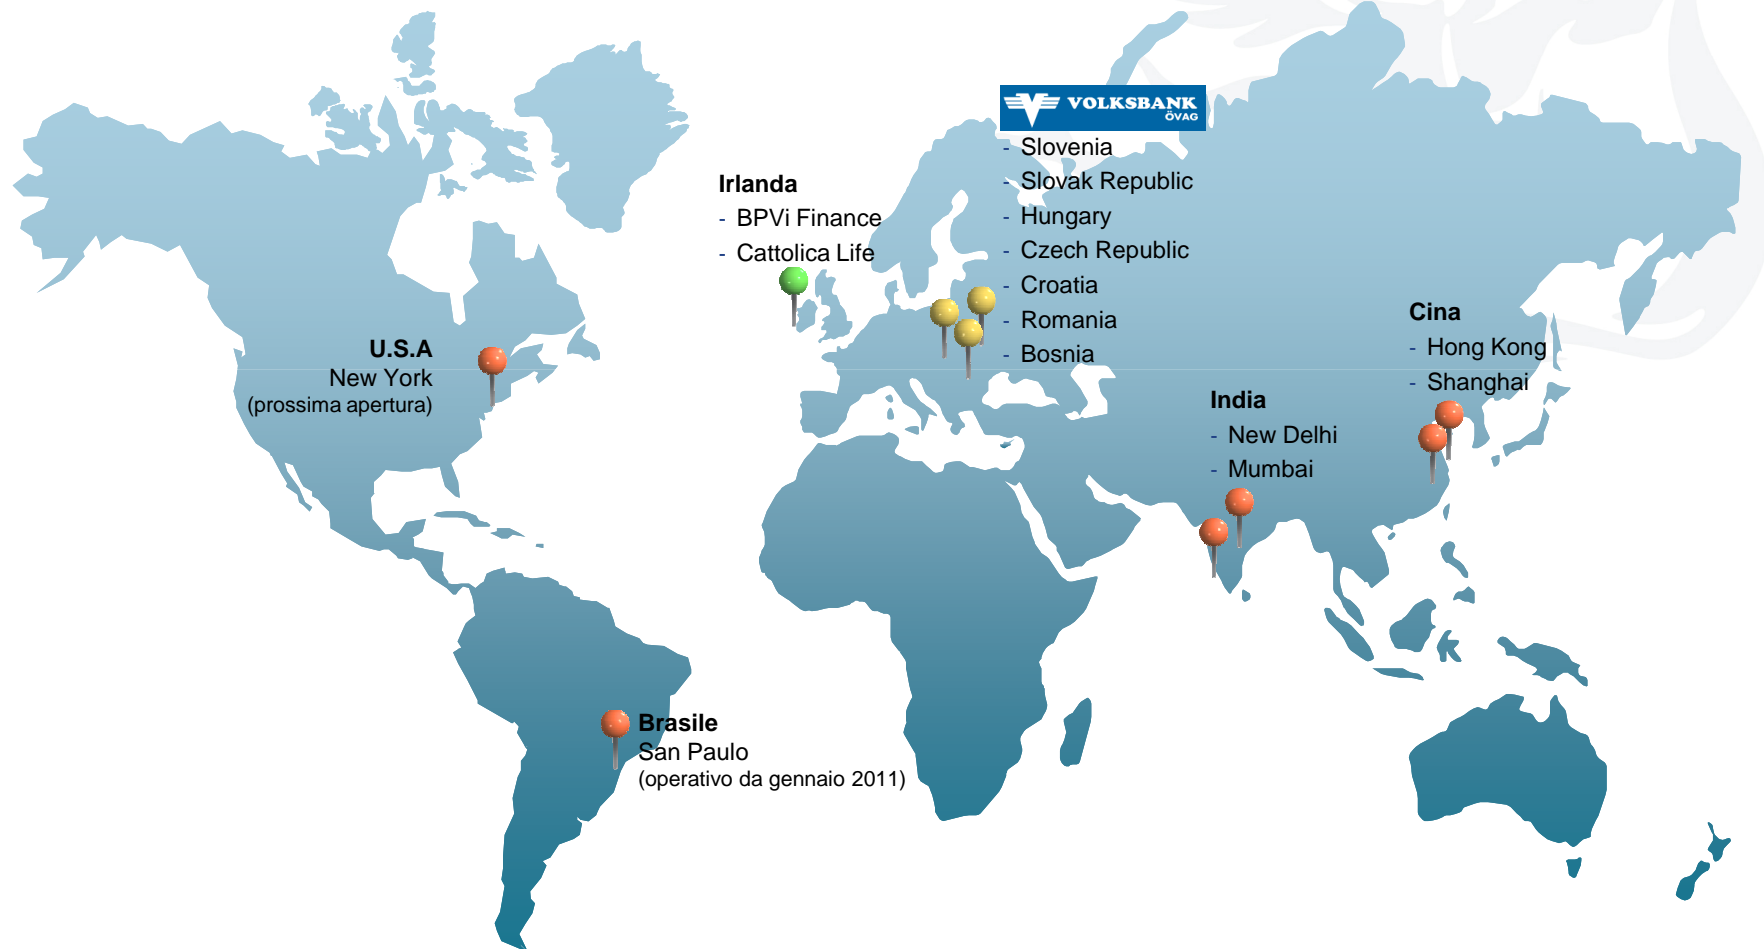 VOLKSBANK
ÖVAG
- Slovenia
- Slovak Republic
- Hungary
- Czech Republic
- Croatia
- Romania
- Bosnia
Irlanda
- BPVi Finance
- Cattolica Life
U.S.A
New York
(prossima apertura)
Cina
- Hong Kong
- Shanghai
India
- New Delhi
- Mumbai
Brasile
San Paulo
(operativo da gennaio 2011)